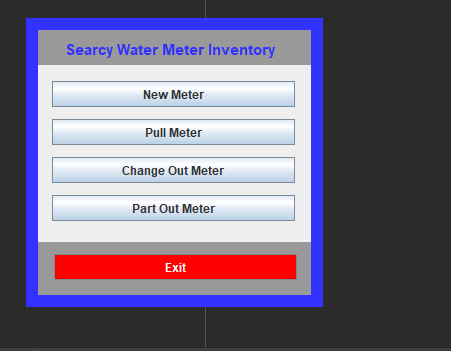 Searcy Water Meter Inventory
New Meter
Pull Meter
Change Out Meter
Part Out Meter
Exit